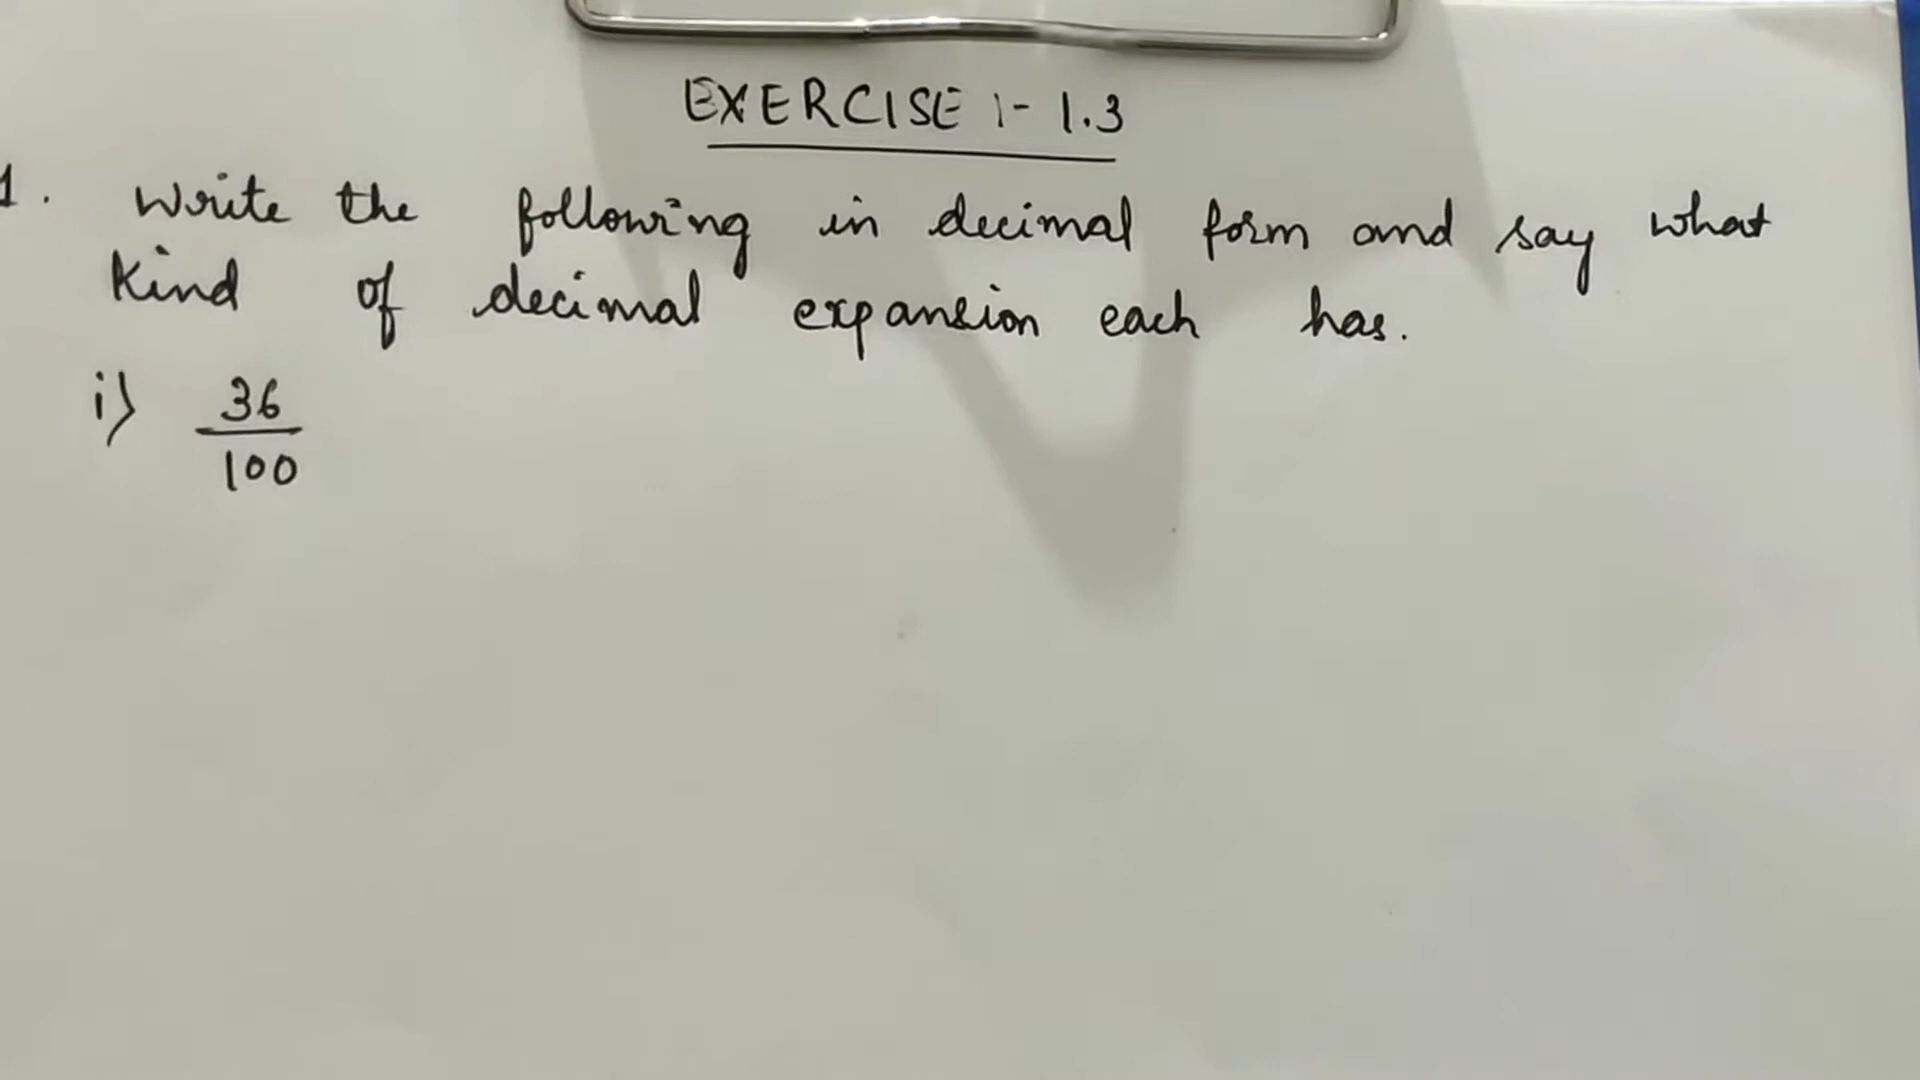 EXERCISE :- 1.3
1. Write the following in decimal form and say what
kind of decimal expansion each has.
i) 36
100